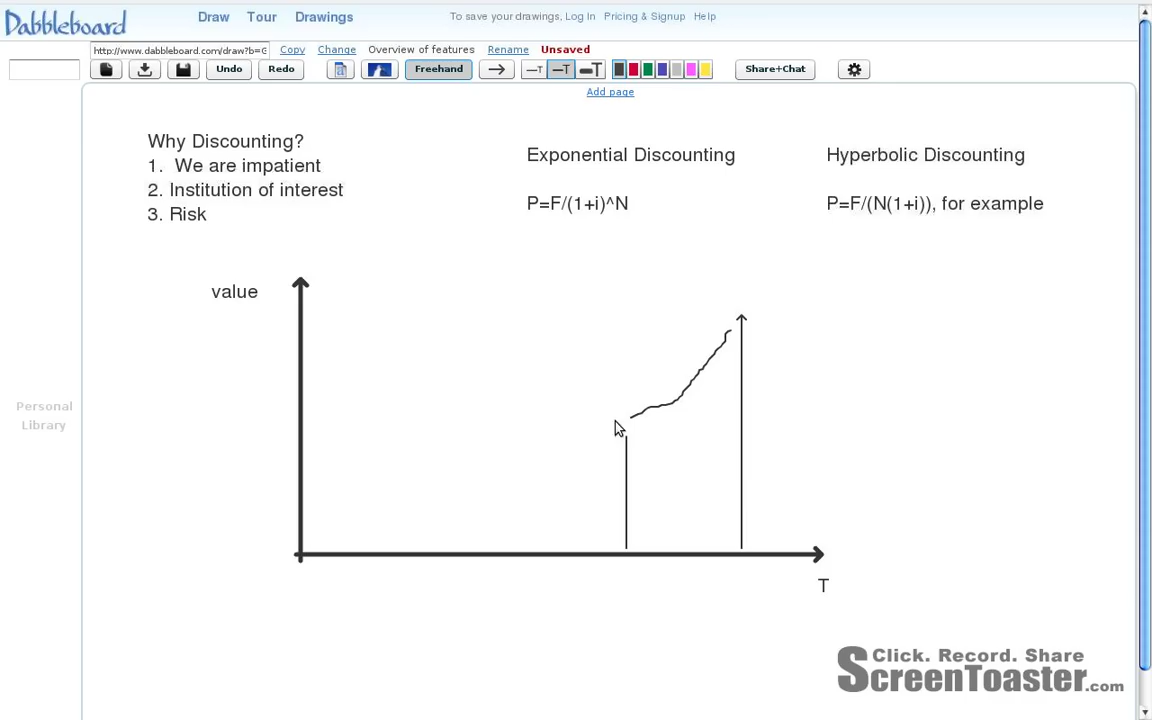 Dabbleboard
Draw Tour Drawings
To save your drawings, Log In Pricing & Signup Help
http://www.dabbleboard.com/draw?b=G Copy Change Overview of features Rename Unsaved
Undo Redo Freehand T T T Share+Chat
Add page
Why Discounting?
1. We are impatient
2. Institution of interest
3. Risk
Exponential Discounting
P=F/(1+i)^N
Hyperbolic Discounting
P=F/(N(1+i)), for example
value
T
Personal
Library
Click. Record. Share
ScreenToaster.com